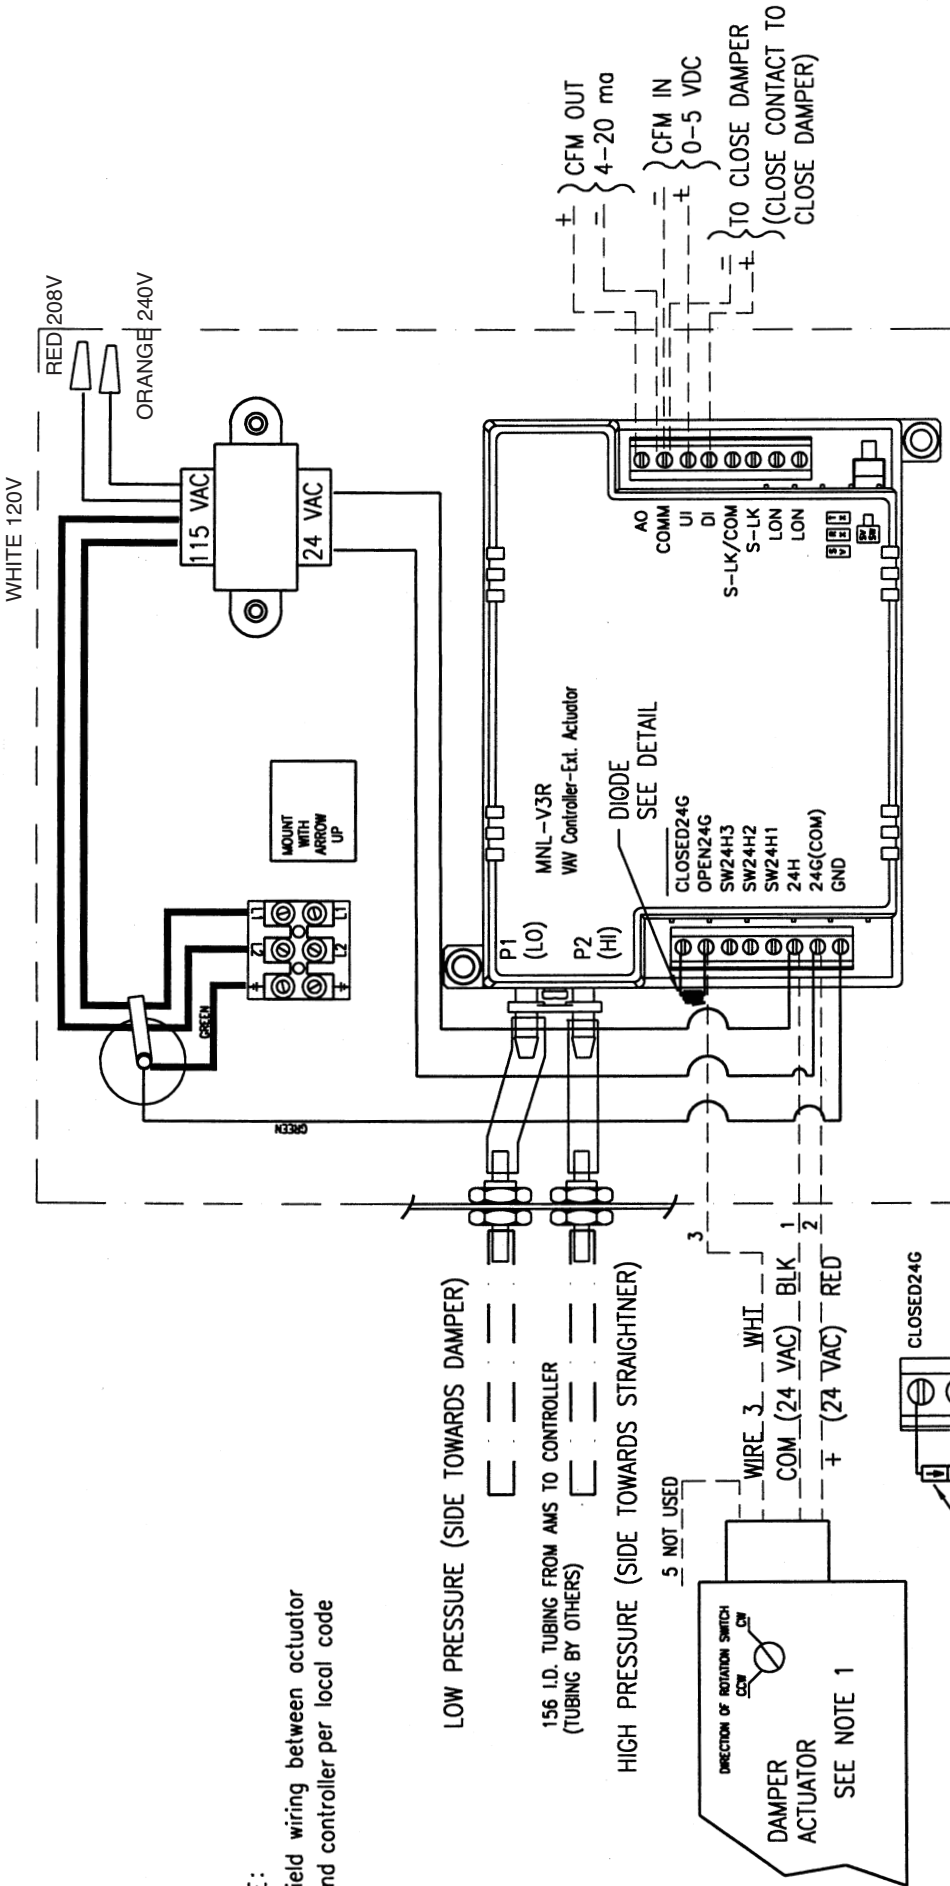 WHITE 120V
RED 208V
ORANGE 240V
115 VAC
24 VAC
MOUNT
WITH
ARROW
UP
L1
L2
L1
L2
GREEN
GREEN
CFM OUT
4-20 ma
+
-
CFM IN
0-5 VDC
-
+
TO CLOSE DAMPER
(CLOSE CONTACT TO
CLOSE DAMPER)
-
+
AO
COMM
UI
DI
S-LK/COM
S-LK
LON
LON
MNL-V3R
VAV Controller-Ext. Actuator
DIODE
SEE DETAIL
P1
(LO)
P2
(HI)
CLOSED24G
OPEN24G
SW24H3
SW24H2
SW24H1
24H
24G(COM)
GND
E:
ield wiring between actuator
nd controller per local code
LOW PRESSURE (SIDE TOWARDS DAMPER)
156 I.D. TUBING FROM AMS TO CONTROLLER
(TUBING BY OTHERS)
HIGH PRESSURE (SIDE TOWARDS STRAIGHTNER)
5 NOT USED
WIRE 3 WHI 3
COM (24 VAC) BLK 1
+ (24 VAC) RED 2
DIRECTION OF ROTATION SWITCH
CCW CW
DAMPER
ACTUATOR
SEE NOTE 1
CLOSED24G